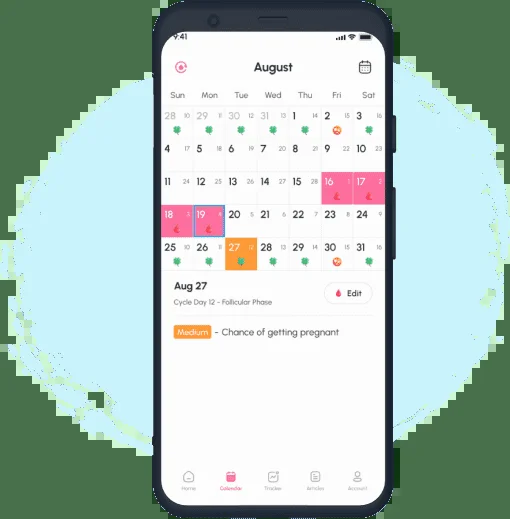 9:41
August
Sun Mon Tue Wed Thu Fri Sat
28 10 29 11 30 12 31 13 1 14 2 15 3 16
4 17 5 18 6 19 7 20 8 21 9 22 10 23
11 24 12 25 13 26 14 27 15 28 16 1 17 2
18 3 19 4 20 5 21 6 22 7 23 8 24 9
25 10 26 11 27 12 28 13 29 14 30 15 31 16
Aug 27
Cycle Day 12 - Follicular Phase
Edit
Medium - Chance of getting pregnant
Home Calendar Tracker Articles Account